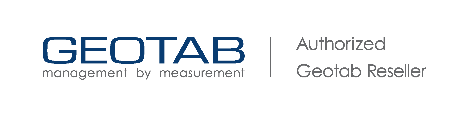 GEOTAB
management by measurement
Authorized
Geotab Reseller